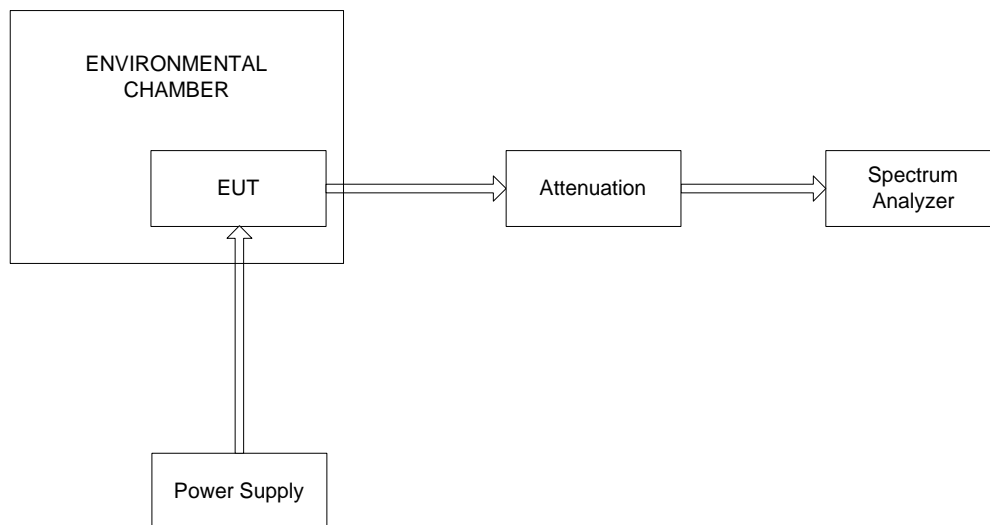 ENVIRONMENTAL
CHAMBER
EUT
Attenuation
Spectrum
Analyzer
Power Supply